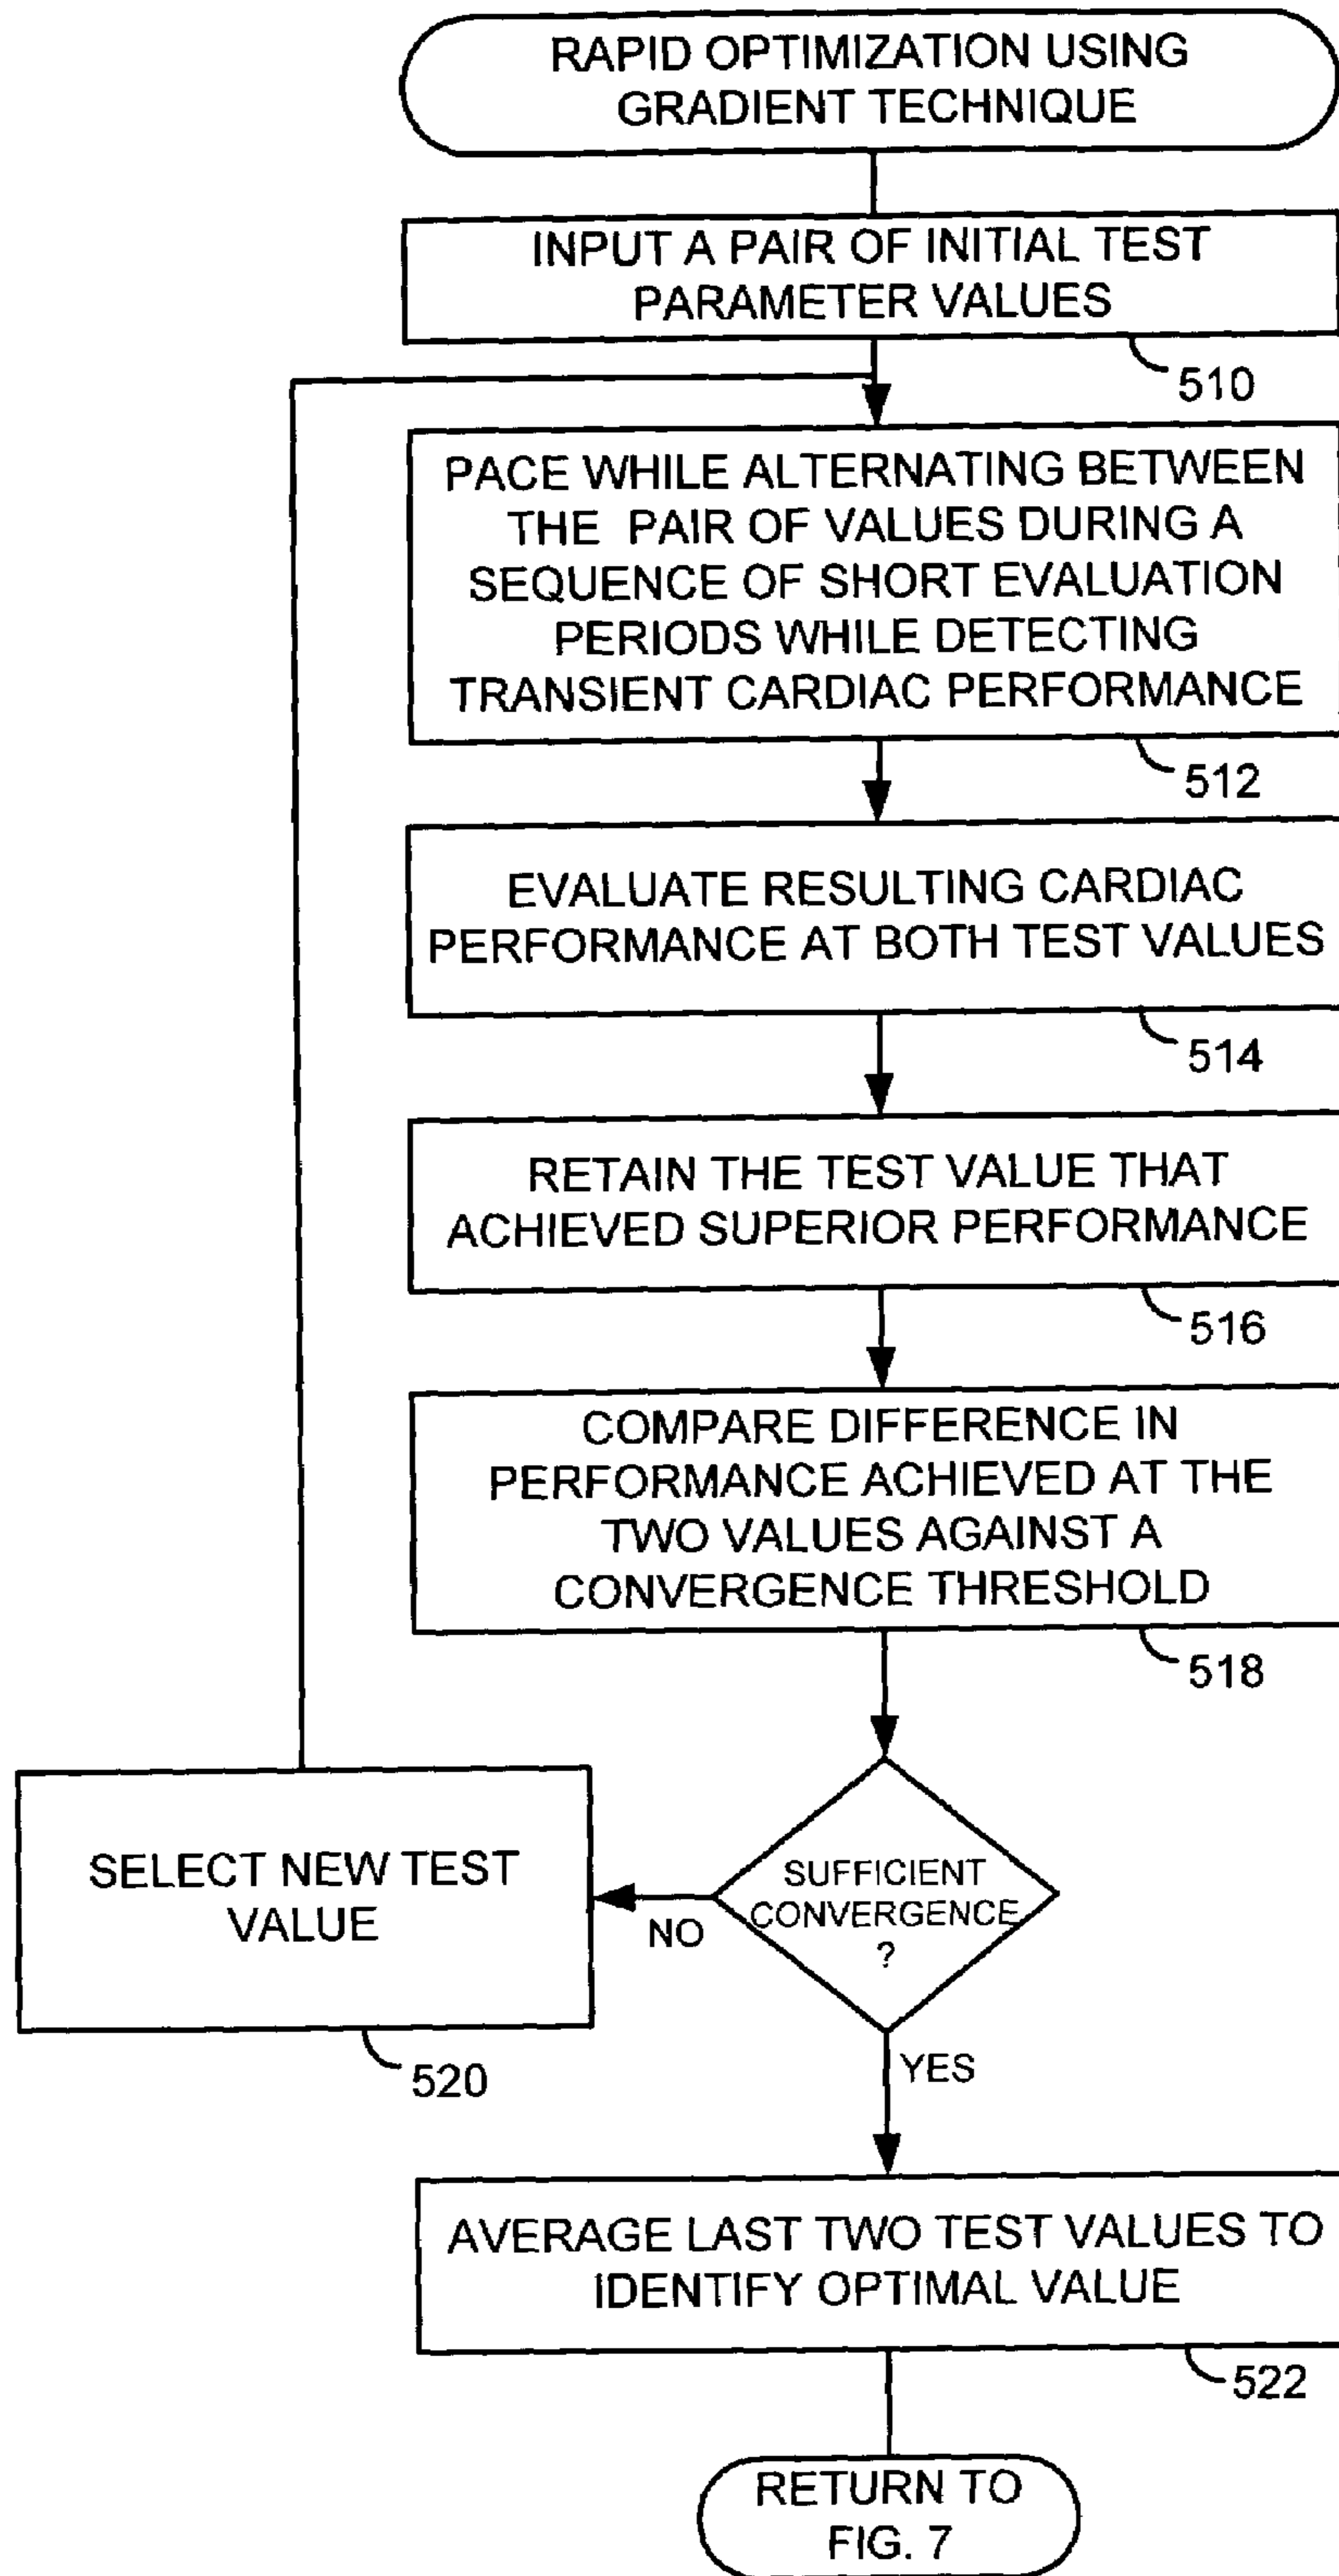 RAPID OPTIMIZATION USING
GRADIENT TECHNIQUE
INPUT A PAIR OF INITIAL TEST
PARAMETER VALUES
510
PACE WHILE ALTERNATING BETWEEN
THE PAIR OF VALUES DURING A
SEQUENCE OF SHORT EVALUATION
PERIODS WHILE DETECTING
TRANSIENT CARDIAC PERFORMANCE
512
EVALUATE RESULTING CARDIAC
PERFORMANCE AT BOTH TEST VALUES
514
RETAIN THE TEST VALUE THAT
ACHIEVED SUPERIOR PERFORMANCE
516
COMPARE DIFFERENCE IN
PERFORMANCE ACHIEVED AT THE
TWO VALUES AGAINST A
CONVERGENCE THRESHOLD
518
SUFFICIENT
CONVERGENCE
?
NO
SELECT NEW TEST
VALUE
520
YES
AVERAGE LAST TWO TEST VALUES TO
IDENTIFY OPTIMAL VALUE
522
RETURN TO
FIG. 7